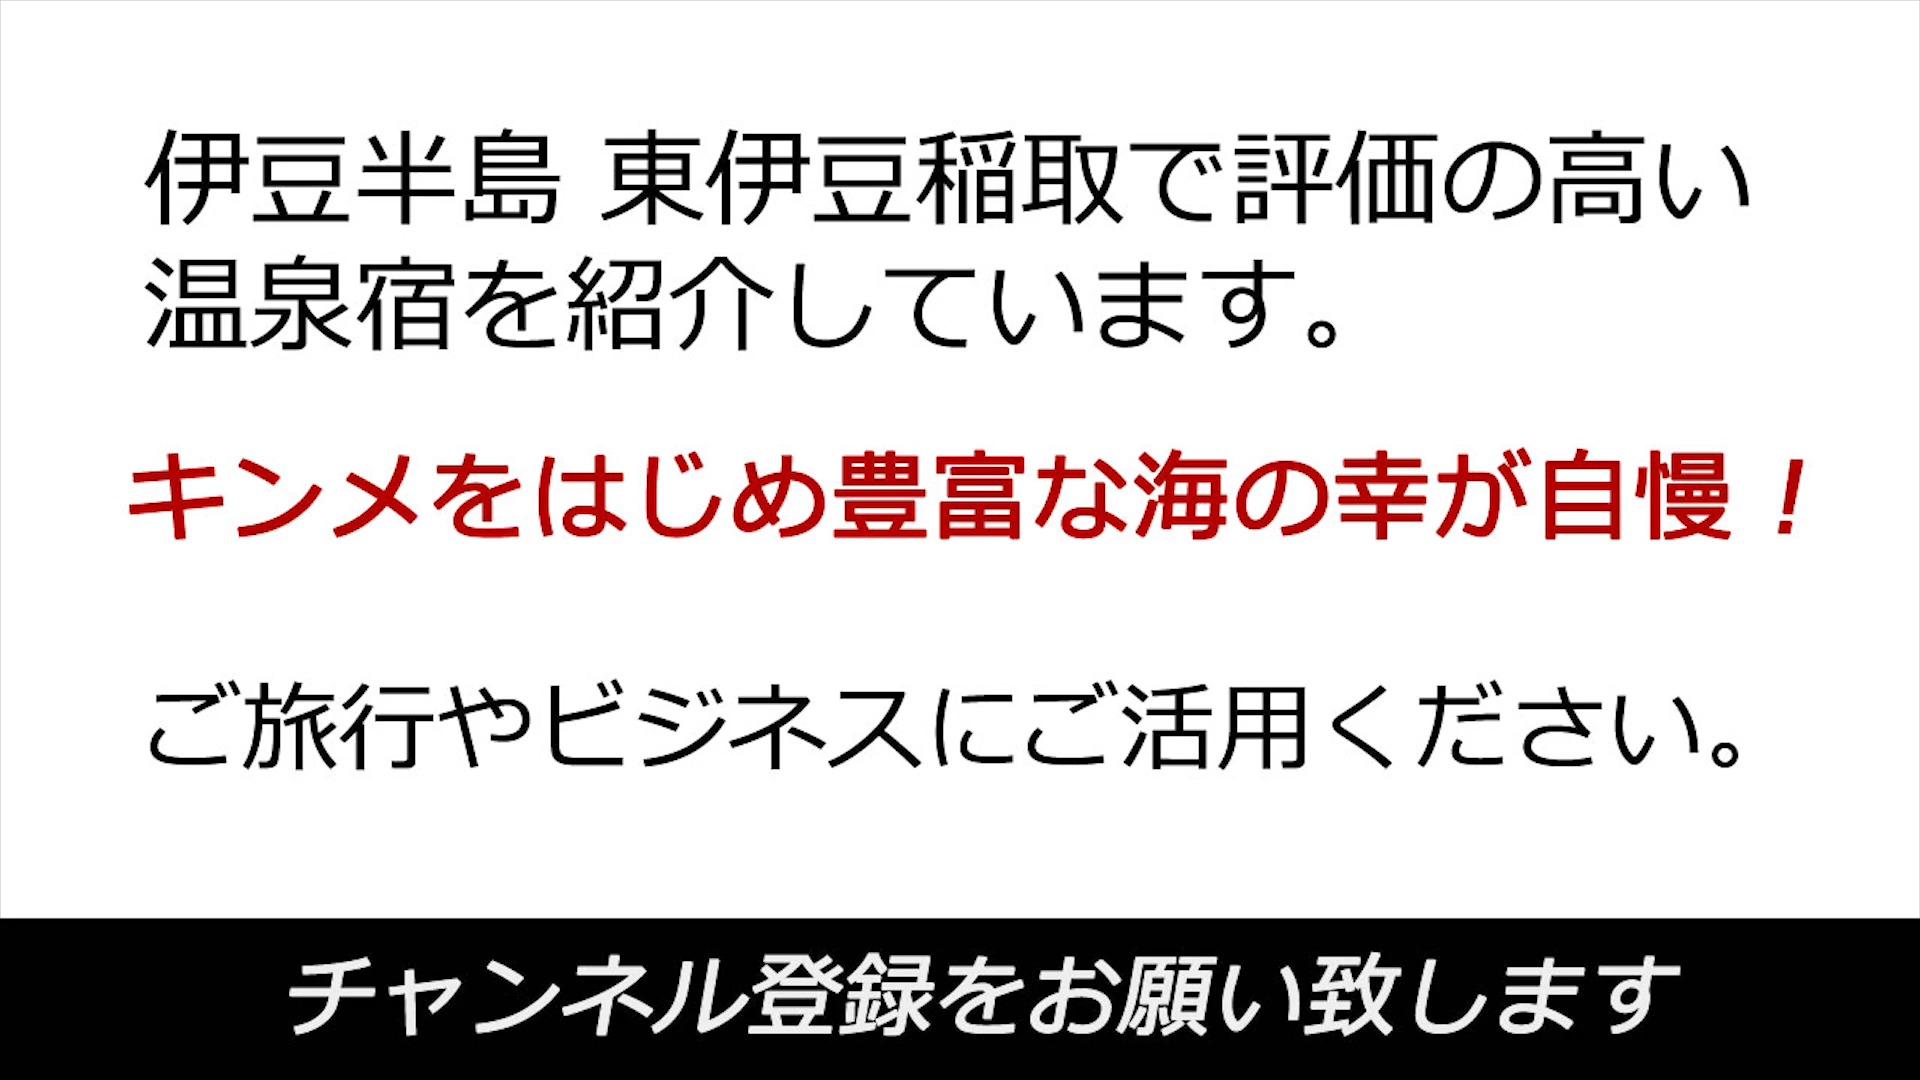 伊豆半島 東伊豆稲取で評価の高い
温泉宿を紹介しています。
キンメをはじめ豊富な海の幸が自慢！
ご旅行やビジネスにご活用ください。
チャンネル登録をお願い致します